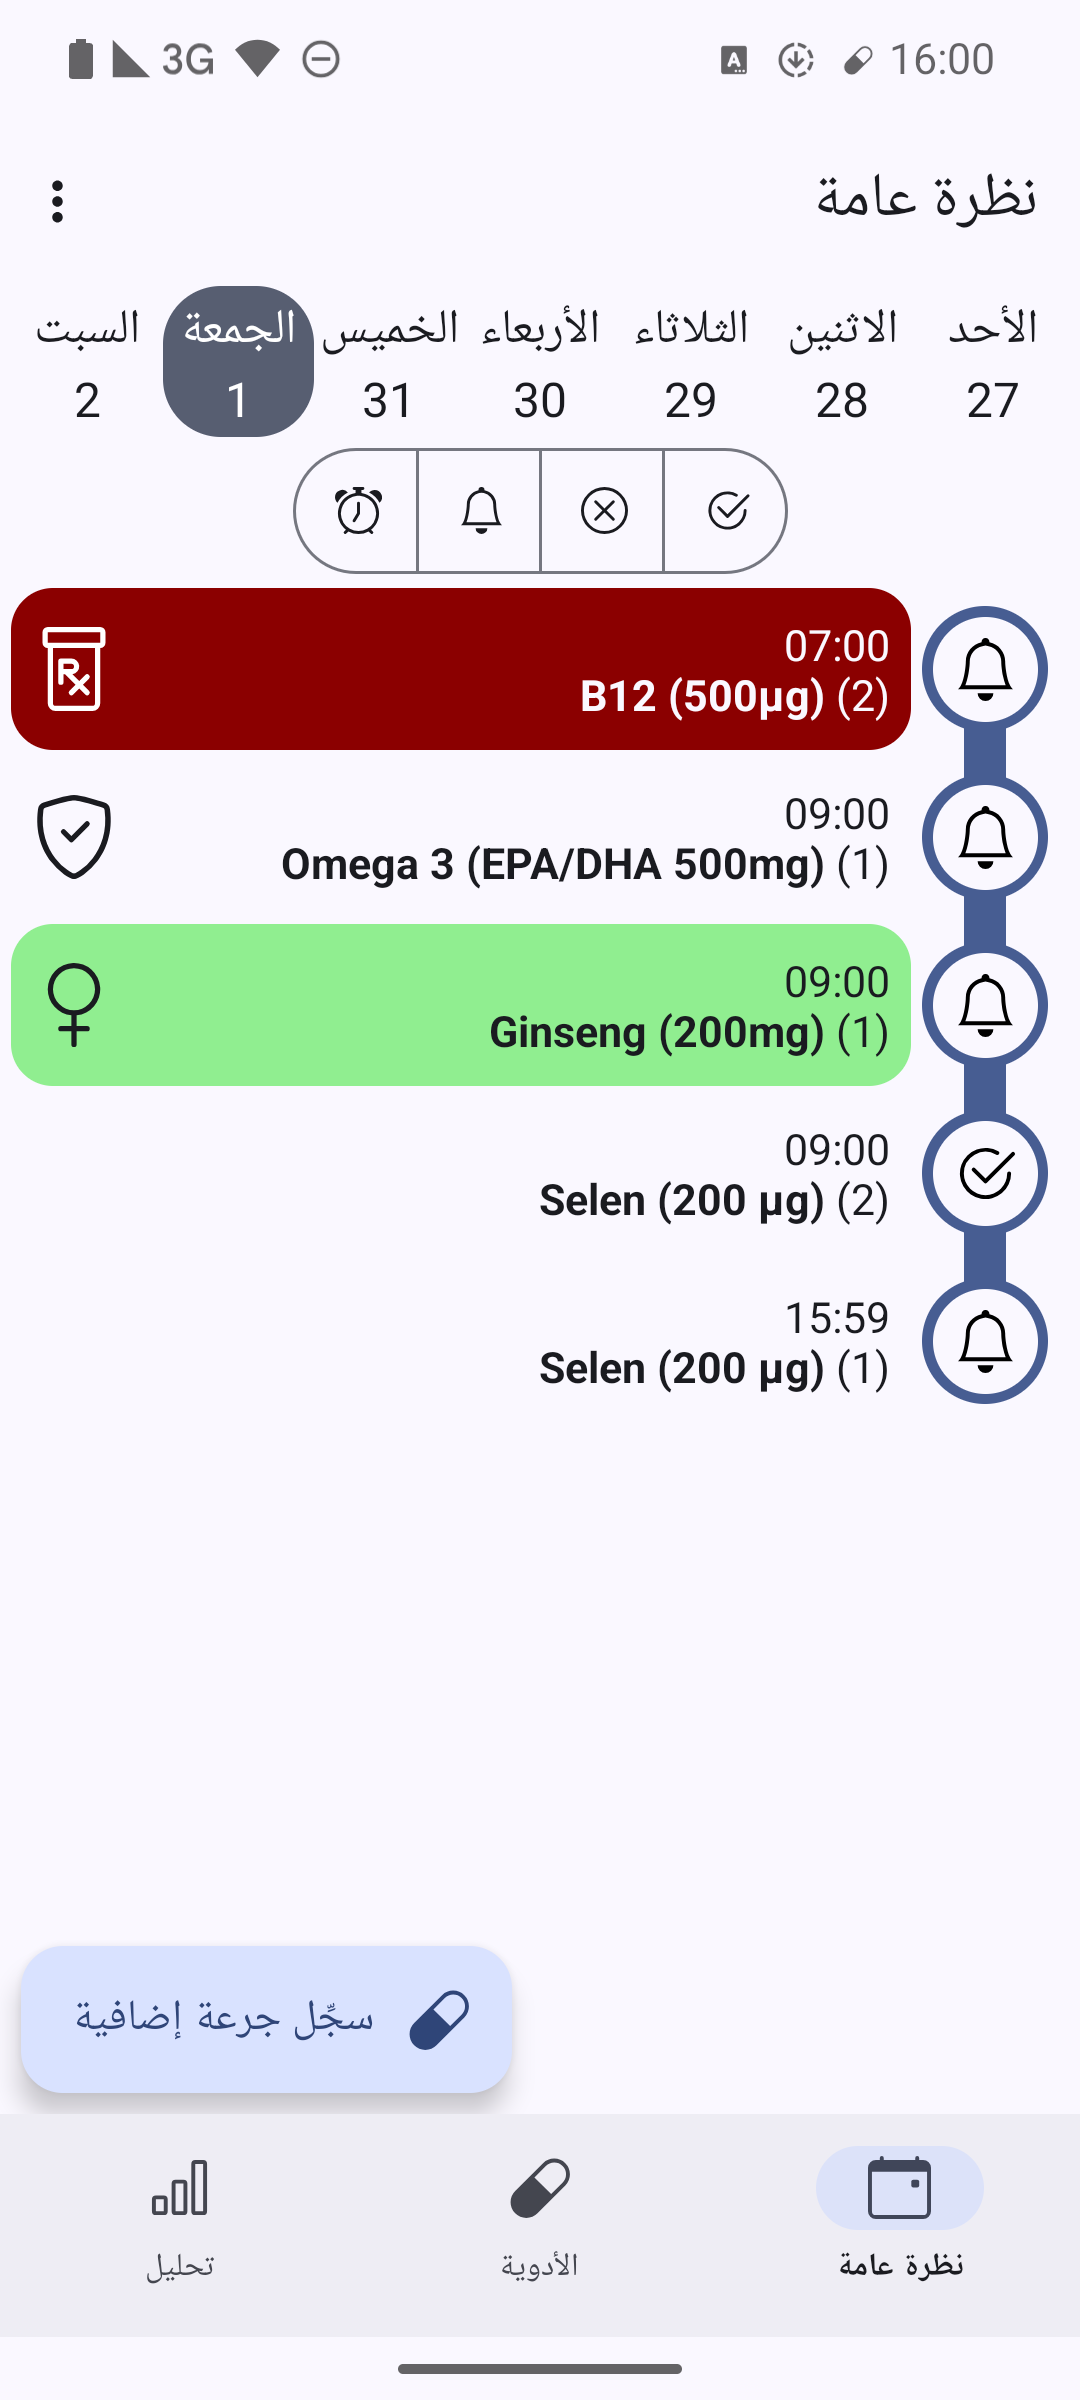 3G
16:00
نظرة عامة
الأحد الاثنين الثلاثاء الأربعاء الخميس الجمعة السبت
27 28 29 30 31 1 2
07:00
B12 (500µg) (2)
09:00
Omega 3 (EPA/DHA 500mg) (1)
09:00
Ginseng (200mg) (1)
09:00
Selen (200 µg) (2)
15:59
Selen (200 µg) (1)
سجِّل جرعة إضافية
نظرة عامة الأدوية تحليل